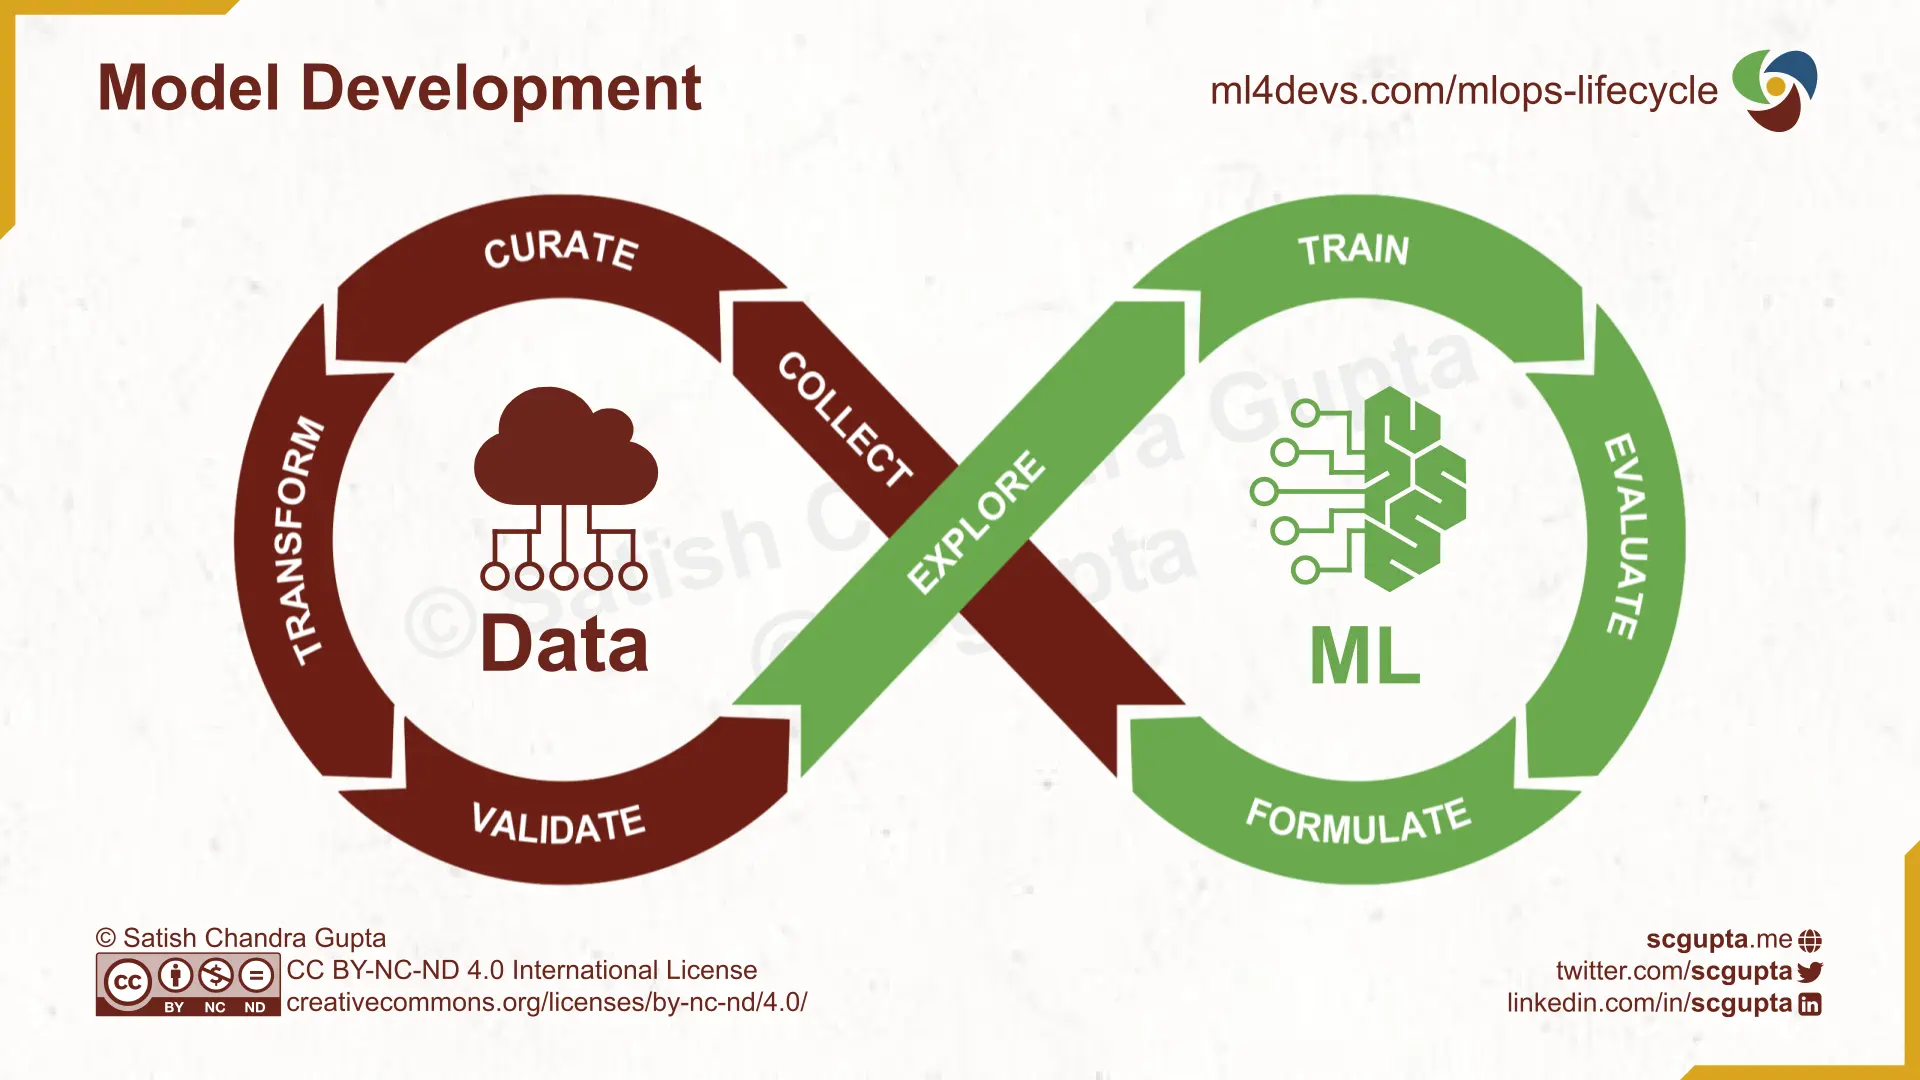 Model Development
ml4devs.com/mlops-lifecycle
CURATE
COLLECT
TRANSFORM
VALIDATE
Data
EXPLORE
TRAIN
EVALUATE
FORMULATE
ML
© Satish Chandra Gupta
© scgupta
© Satish Chandra Gupta
CC BY-NC-ND 4.0 International License
creativecommons.org/licenses/by-nc-nd/4.0/
CC
BY NC ND
scgupta.me
twitter.com/scgupta
linkedin.com/in/scgupta
in